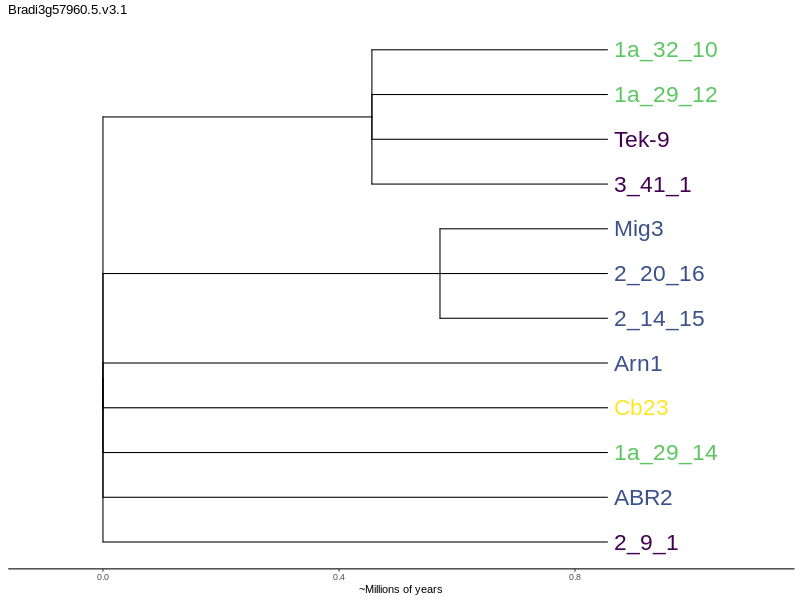 Bradi3g57960.5.v3.1
1a_32_10
1a_29_12
Tek-9
3_41_1
Mig3
2_20_16
2_14_15
Arn1
Cb23
1a_29_14
ABR2
2_9_1
0.0 0.4 0.8
~Millions of years